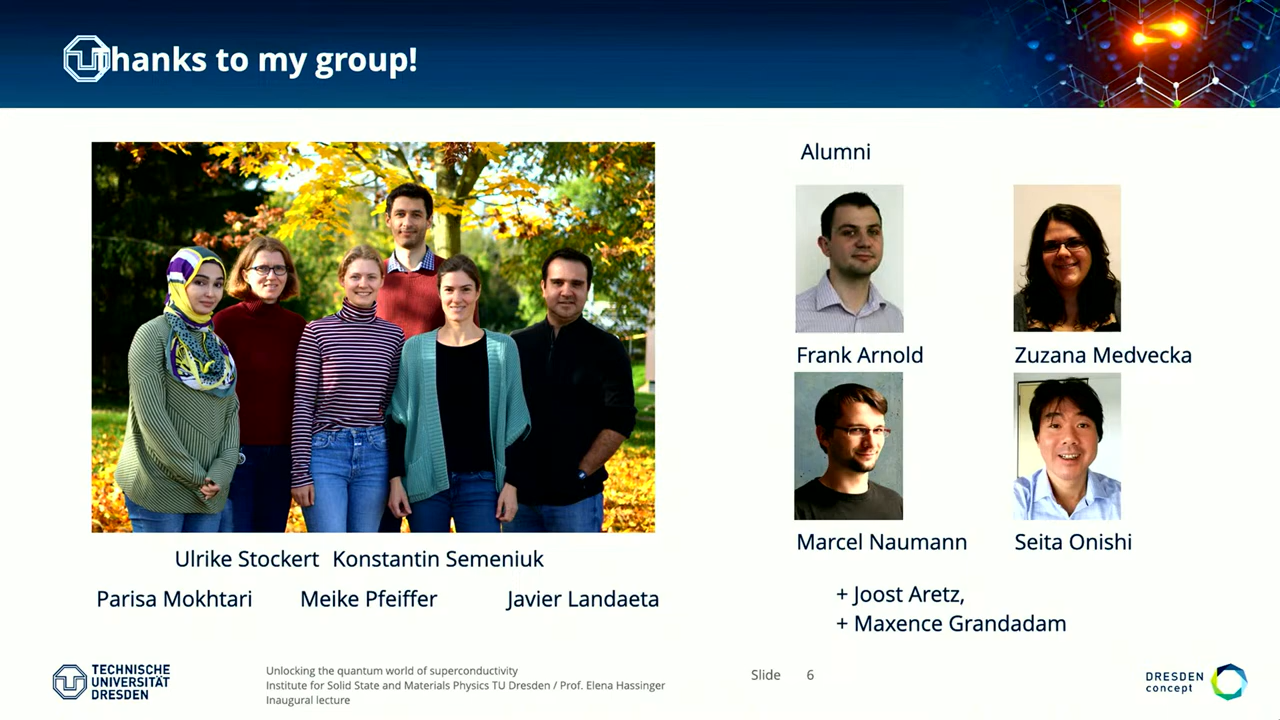 Thanks to my group!
Alumni
Frank Arnold
Zuzana Medvecka
Marcel Naumann
Seita Onishi
Ulrike Stockert Konstantin Semeniuk
Parisa Mokhtari Meike Pfeiffer Javier Landaeta
+ Joost Aretz,
+ Maxence Grandadam
TECHNISCHE
UNIVERSITÄT
DRESDEN
Unlocking the quantum world of superconductivity
Institute for Solid State and Materials Physics TU Dresden / Prof. Elena Hassinger
Inaugural lecture
Slide 6
DRESDEN
concept